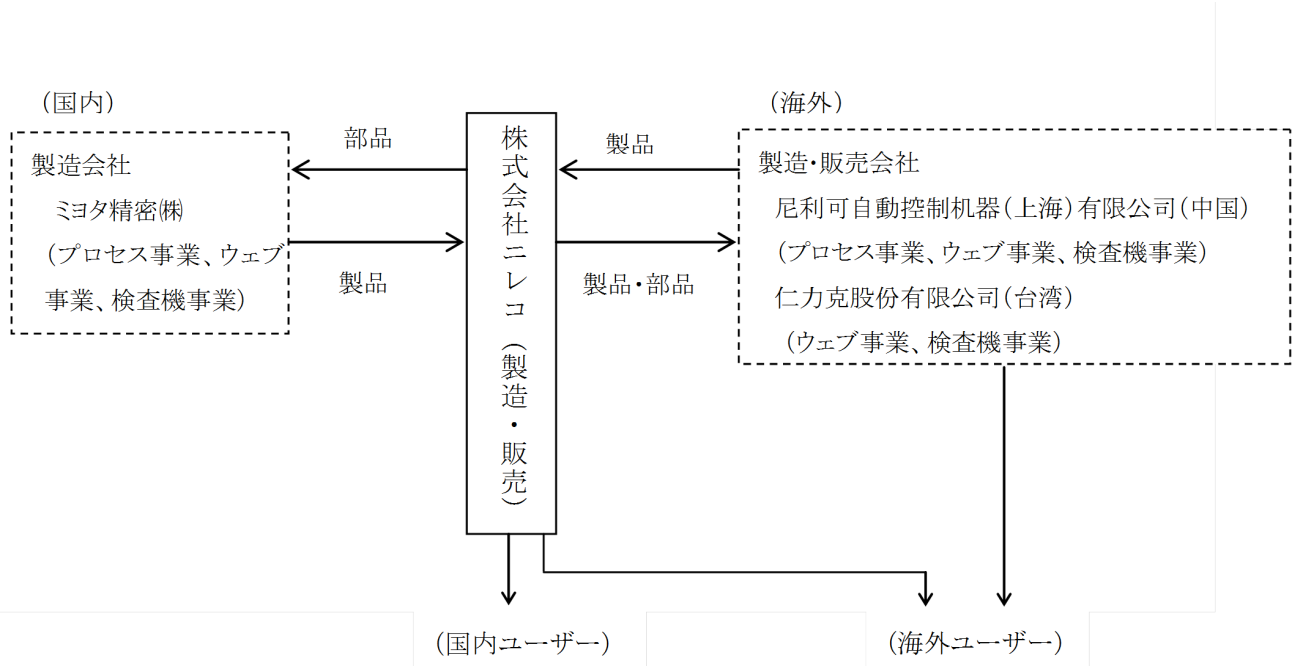 (国内)
製造会社
ミヨタ精密㈱
(プロセス事業、ウェブ
事業、検査機事業)
部品
製品
株式会社ニレコ(製造・販売)
製品
製品・部品
(海外)
製造・販売会社
尼利可自動控制机器(上海)有限公司(中国)
(プロセス事業、ウェブ事業、検査機事業)
仁力克股份有限公司(台湾)
(ウェブ事業、検査機事業)
(国内ユーザー)
(海外ユーザー)